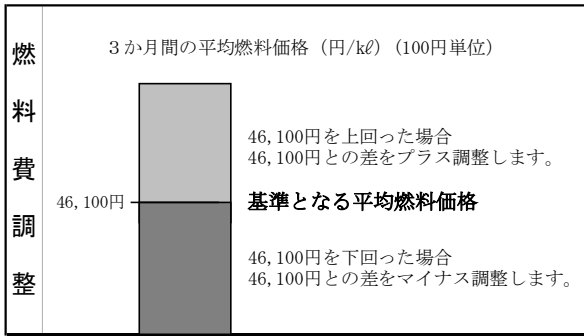 燃料費調整
３か月間の平均燃料価格（円/kℓ）（100円単位）
46,100円を上回った場合
46,100円との差をプラス調整します。
46,100円
基準となる平均燃料価格
46,100円を下回った場合
46,100円との差をマイナス調整します。